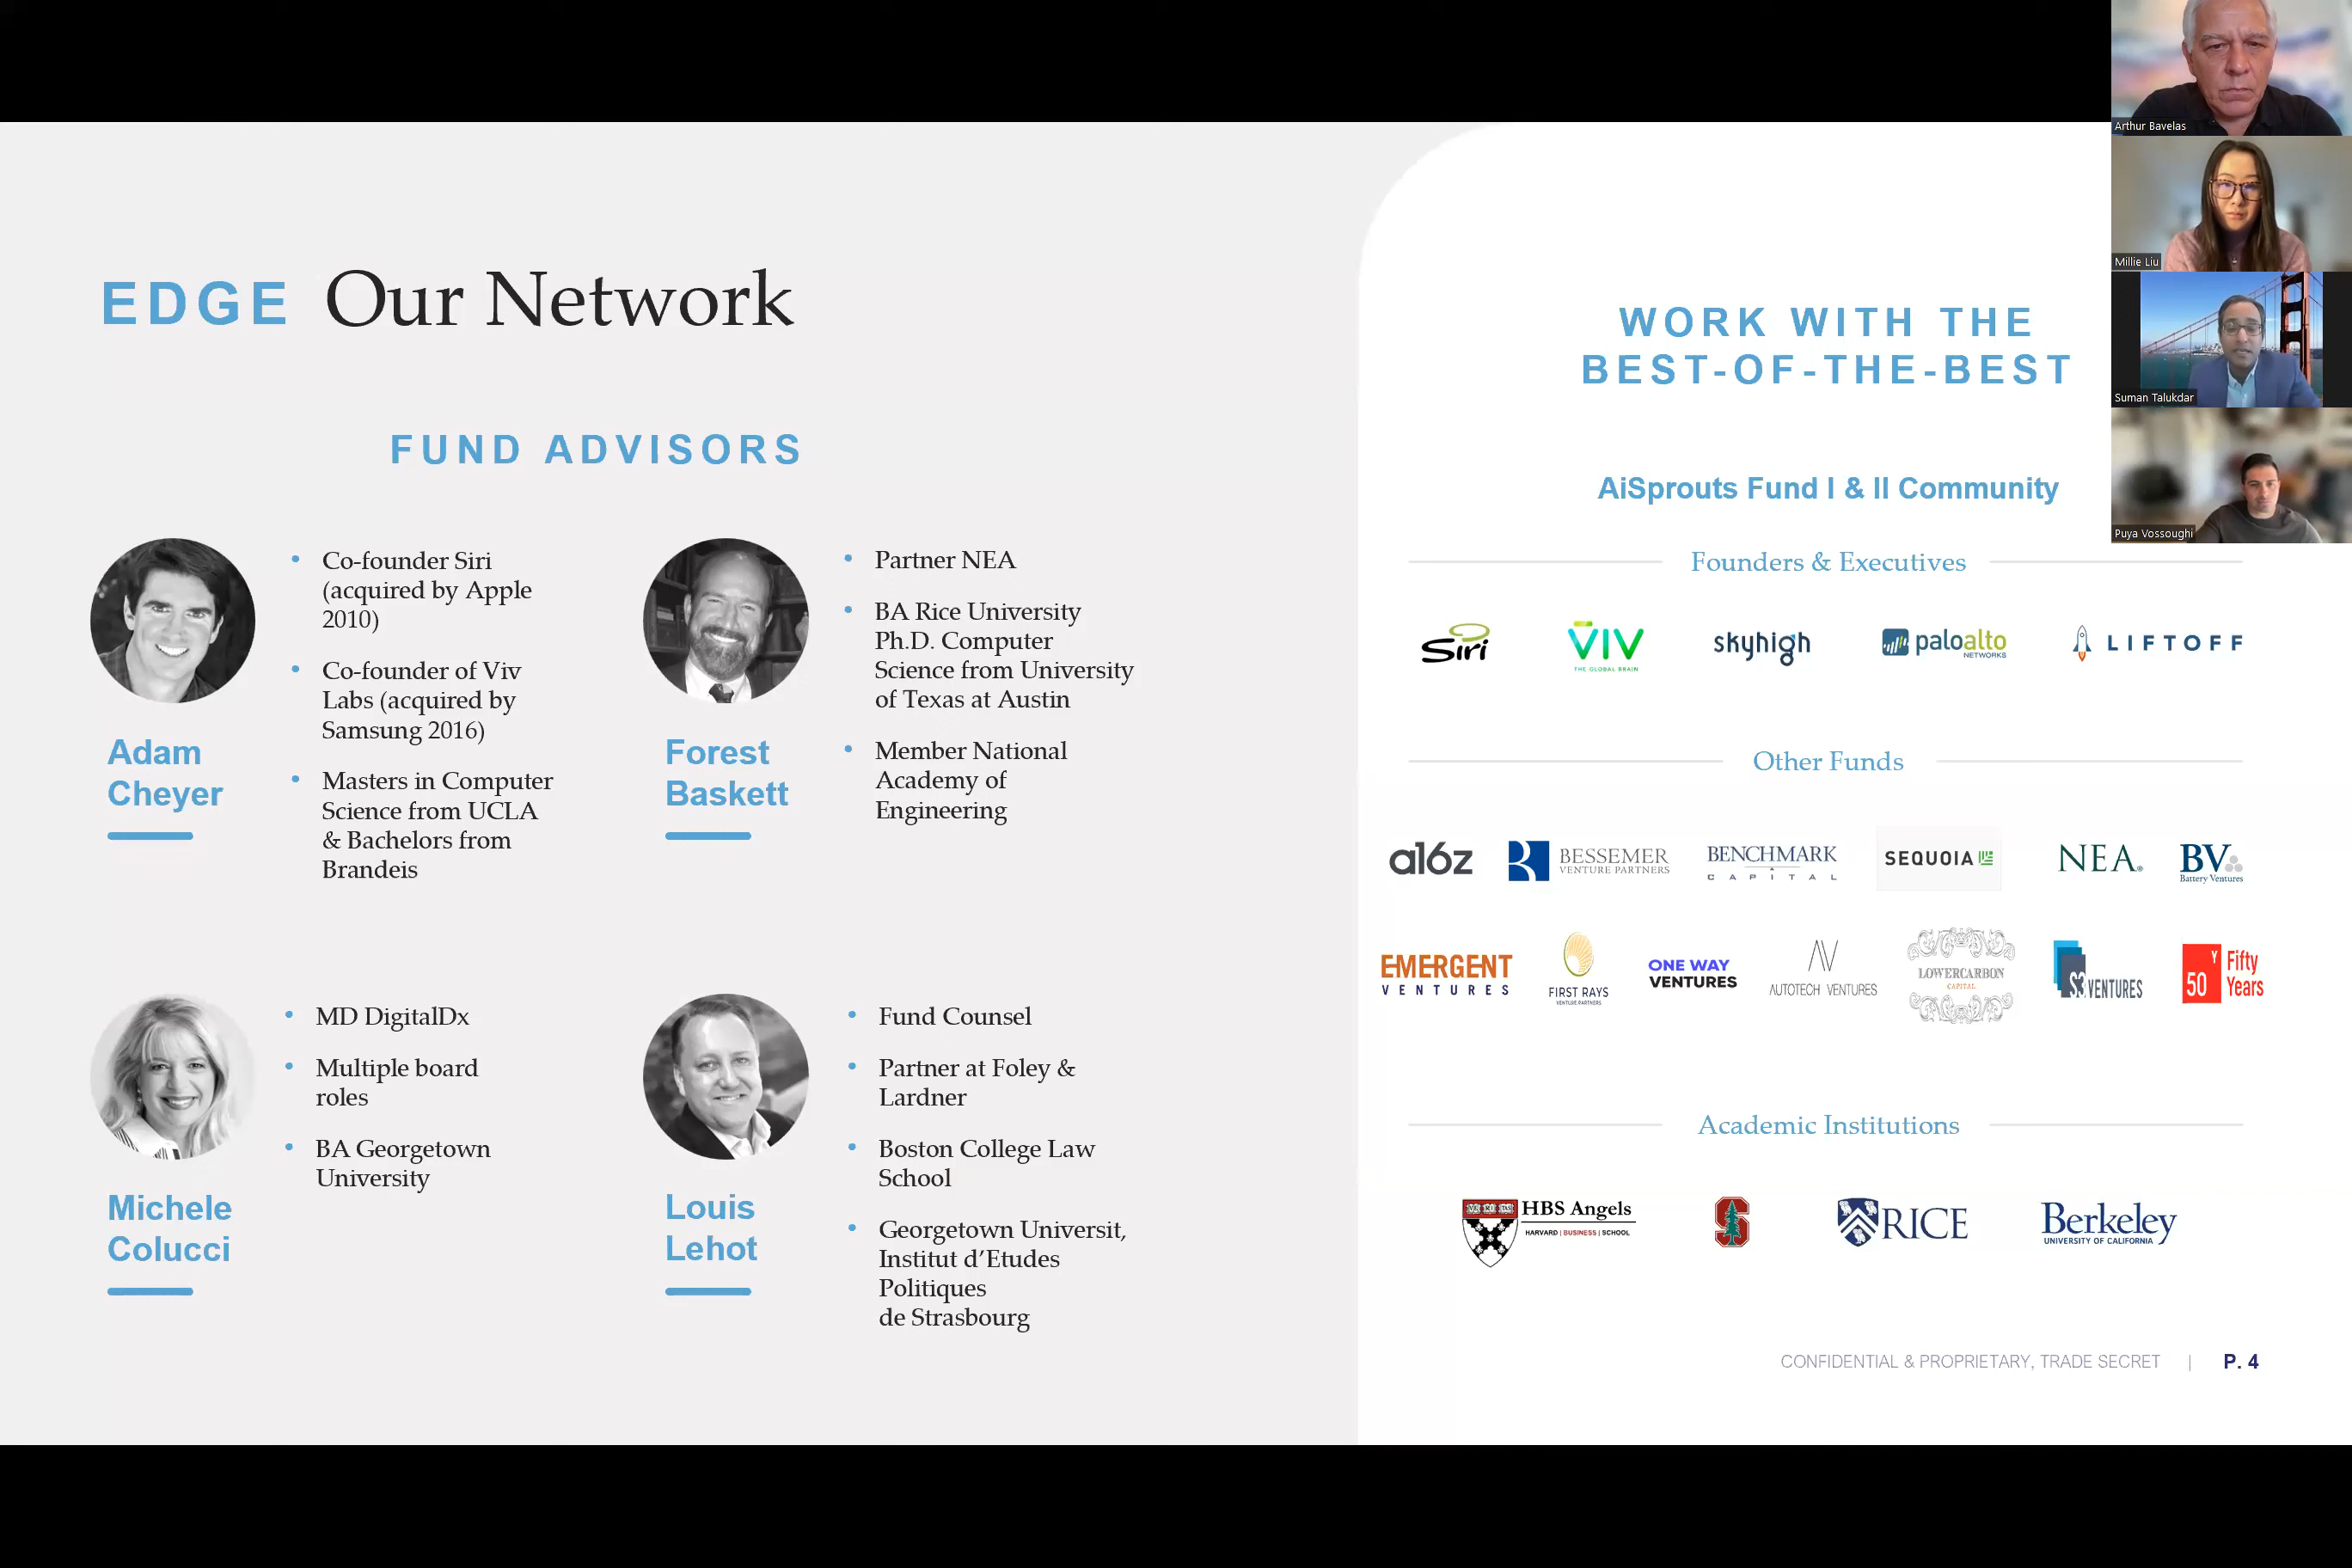 EDGE Our Network
FUND ADVISORS
Adam
Cheyer
• Co-founder Siri
(acquired by Apple
2010)
• Co-founder of Viv
Labs (acquired by
Samsung 2016)
• Masters in Computer
Science from UCLA
& Bachelors from
Brandeis
Forest
Baskett
• Partner NEA
• BA Rice University
Ph.D. Computer
Science from University
of Texas at Austin
• Member National
Academy of
Engineering
Michele
Colucci
• MD DigitalDx
• Multiple board
roles
• BA Georgetown
University
Louis
Lehot
• Fund Counsel
• Partner at Foley &
Lardner
• Boston College Law
School
• Georgetown Universit,
Institut d’Etudes
Politiques
de Strasbourg
WORK WITH THE
BEST-OF-THE-BEST
AiSprouts Fund I & II Community
Founders & Executives
Siri
VIV
THE GLOBAL BRAIN
skyhigh
paloalto
NETWORKS
LIFTOFF
Other Funds
a16z
BESSEMER
VENTURE PARTNERS
BENCHMARK
CAPITAL
SEQUOIA
NEA®
BV
Battery Ventures
EMERGENT
VENTURES
FIRST RAYS
VENTURE PARTNERS
ONE WAY
VENTURES
AV
AUTOTECH VENTURES
LOWERCARBON
CAPITAL
S3 VENTURES
50 Y
Fifty
Years
Academic Institutions
HBS Angels
HARVARD | BUSINESS | SCHOOL
S
RICE
Berkeley
UNIVERSITY OF CALIFORNIA
CONFIDENTIAL & PROPRIETARY, TRADE SECRET | P. 4
Arthur Bavelas
Millie Liu
Suman Talukdar
Puya Vossoughi